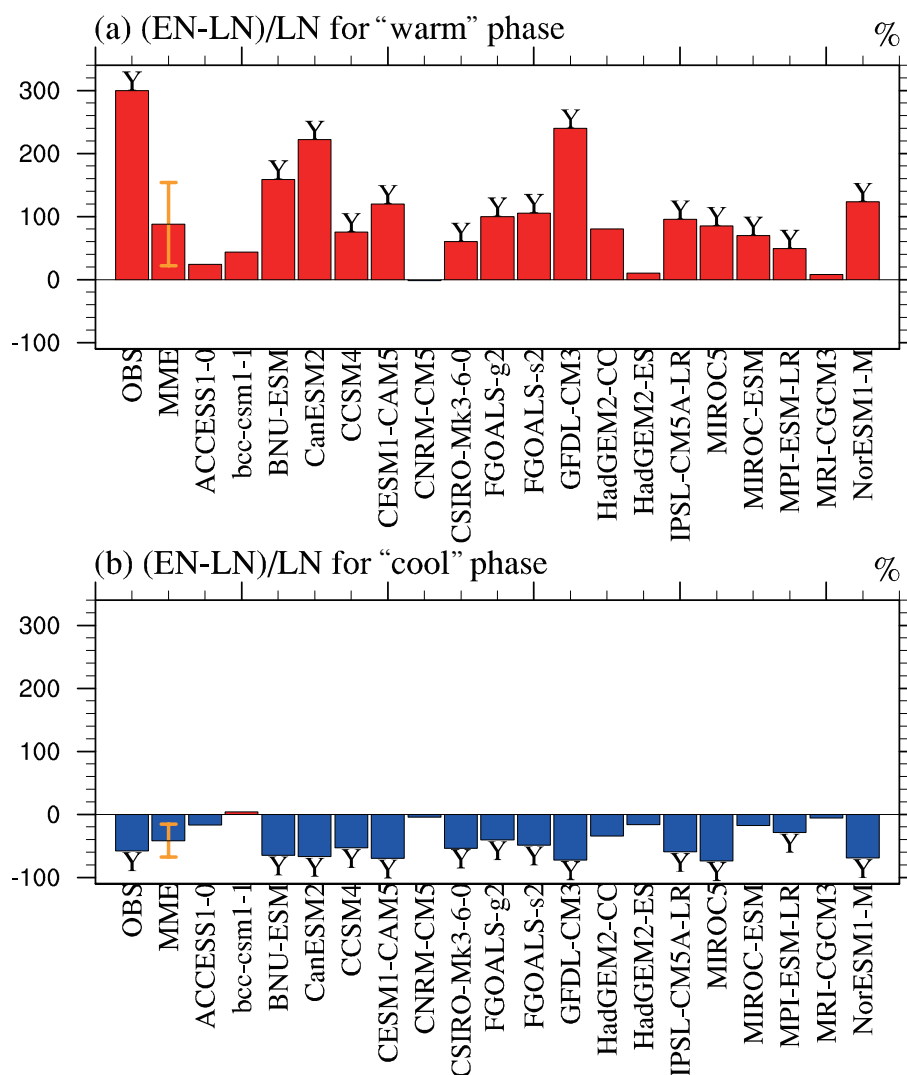 (a) (EN-LN)/LN for “warm” phase %
300
200
100
0
-100
Y Y Y Y Y Y Y Y Y Y Y Y Y Y
OBS
MME
ACCESS1-0
bcc-csm1-1
BNU-ESM
CanESM2
CCSM4
CESM1-CAM5
CNRM-CM5
CSIRO-Mk3-6-0
FGOALS-g2
FGOALS-s2
GFDL-CM3
HadGEM2-CC
HadGEM2-ES
IPSL-CM5A-LR
MIROC5
MIROC-ESM
MPI-ESM-LR
MRI-CGCM3
NorESM1-M
(b) (EN-LN)/LN for “cool” phase %
300
200
100
0
-100
Y Y Y Y Y Y Y Y Y Y Y Y Y
OBS
MME
ACCESS1-0
bcc-csm1-1
BNU-ESM
CanESM2
CCSM4
CESM1-CAM5
CNRM-CM5
CSIRO-Mk3-6-0
FGOALS-g2
FGOALS-s2
GFDL-CM3
HadGEM2-CC
HadGEM2-ES
IPSL-CM5A-LR
MIROC5
MIROC-ESM
MPI-ESM-LR
MRI-CGCM3
NorESM1-M